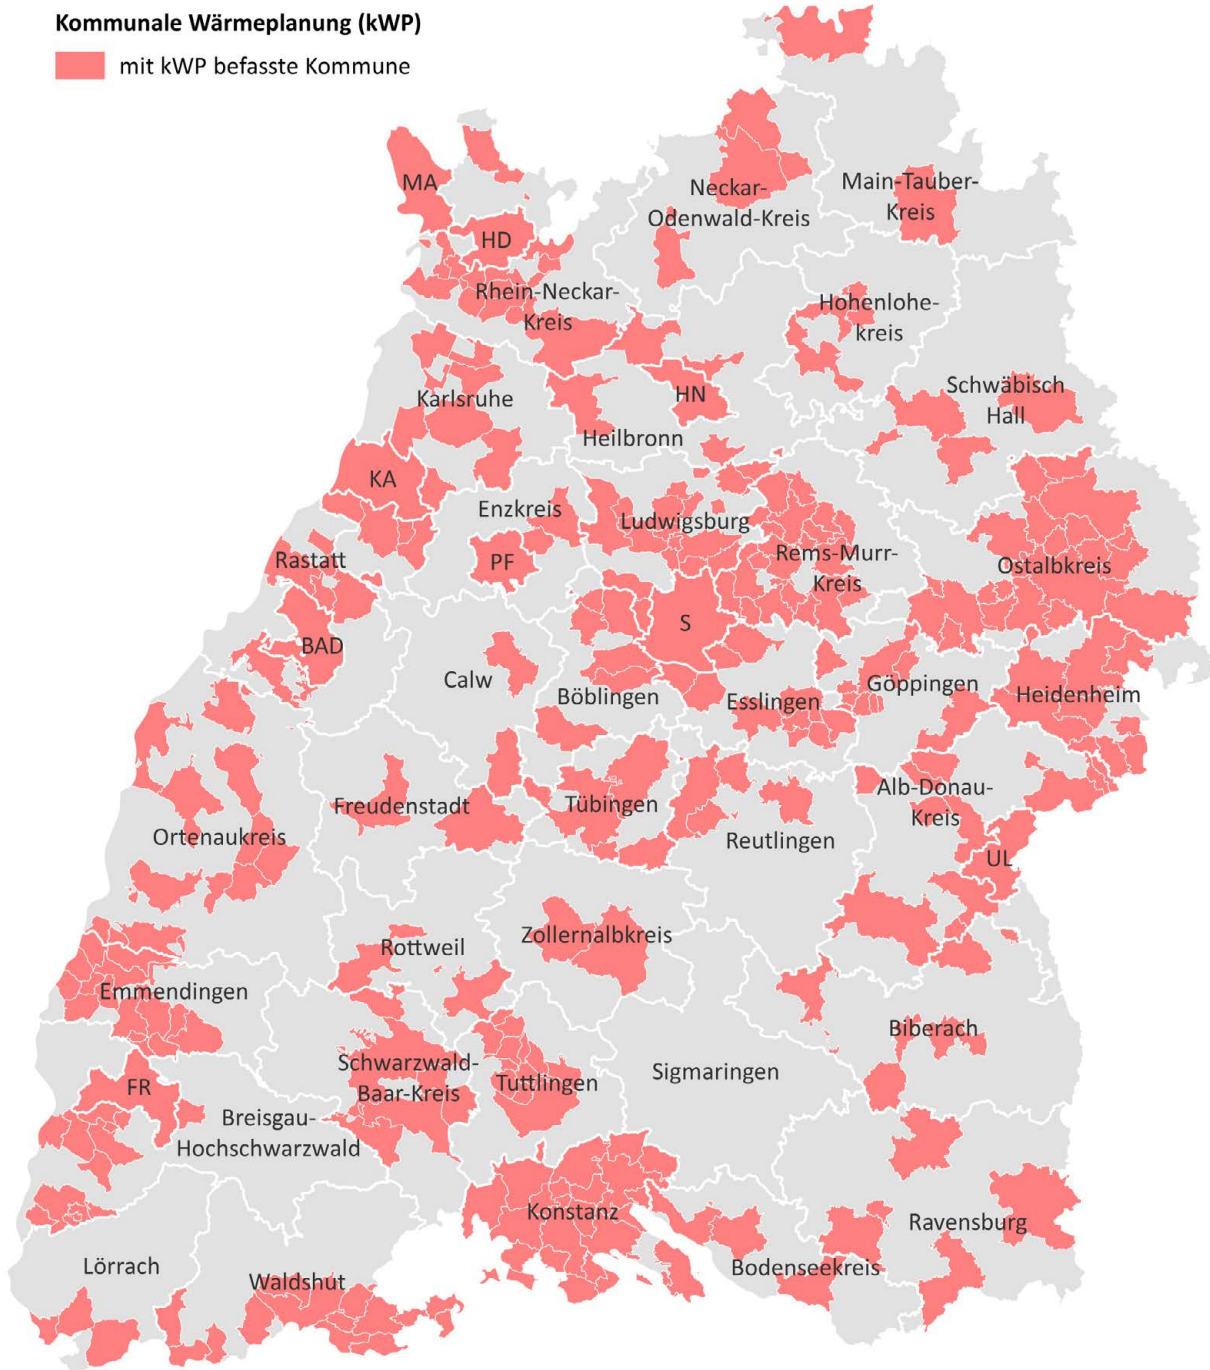 Kommunale Wärmeplanung (kWP)
mit kWP befasste Kommune
MA
Neckar-
Odenwald-Kreis
Main-Tauber-
Kreis
HD
Rhein-Neckar-
Kreis
Hohenlohe-
kreis
Karlsruhe
HN
Schwäbisch
Hall
Heilbronn
KA
Enzkreis
Ludwigsburg
PF
Rems-Murr-
Kreis
Ostalbkreis
Rastatt
S
BAD
Calw
Böblingen
Esslingen
Göppingen
Heidenheim
Freudenstadt
Tübingen
Alb-Donau-
Kreis
Ortenaukreis
Reutlingen
UL
Zollernalbkreis
Rottweil
Emmendingen
Biberach
Schwarzwald-
Baar-Kreis
Tuttlingen
Sigmaringen
FR
Breisgau-
Hochschwarzwald
Konstanz
Ravensburg
Lörrach
Waldshut
Bodenseekreis